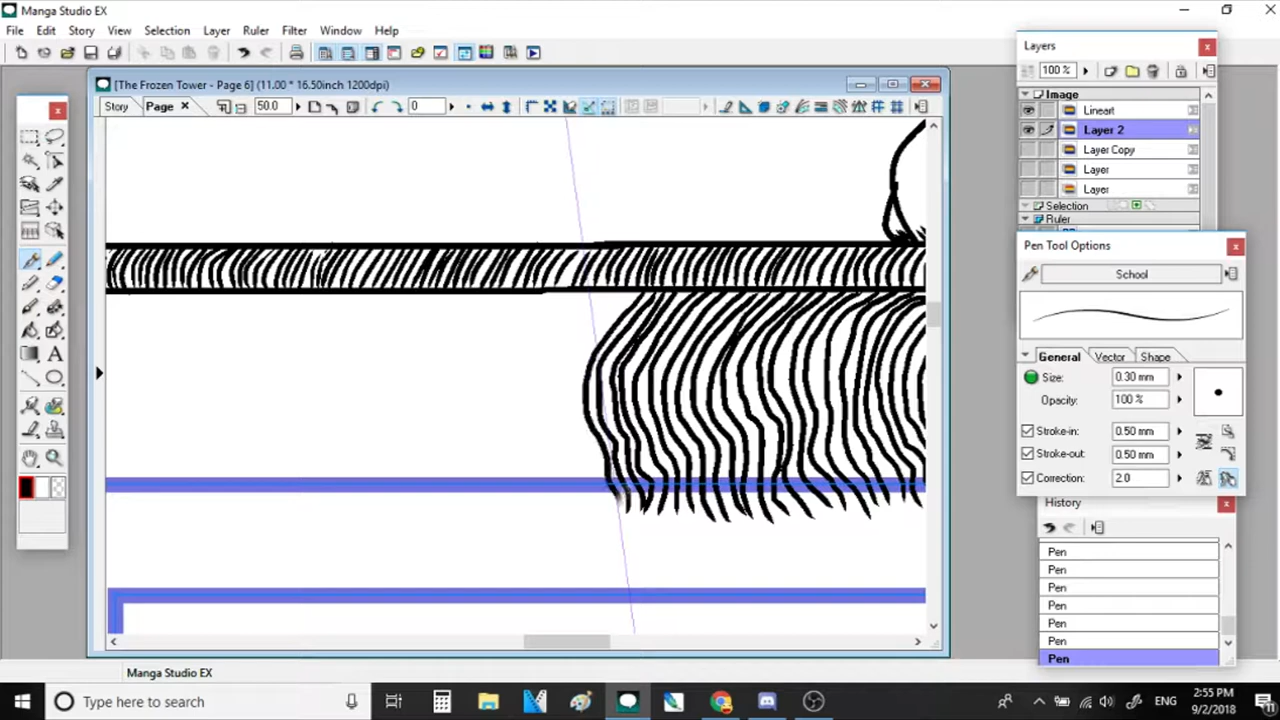 Manga Studio EX
File Edit Story View Selection Layer Ruler Filter Window Help
[The Frozen Tower - Page 6] (11.00 * 16.50inch 1200dpi)
Story Page 50.0 0
Layers
100 %
Image
Lineart
Layer 2
Layer Copy
Layer
Layer
Selection
Ruler
Pen Tool Options
School
General Vector Shape
Size: 0.30 mm
Opacity: 100 %
Stroke-in: 0.50 mm
Stroke-out: 0.50 mm
Correction: 2.0
History
Pen
Pen
Pen
Pen
Pen
Pen
Pen
Manga Studio EX
Type here to search
ENG
2:55 PM
9/2/2018